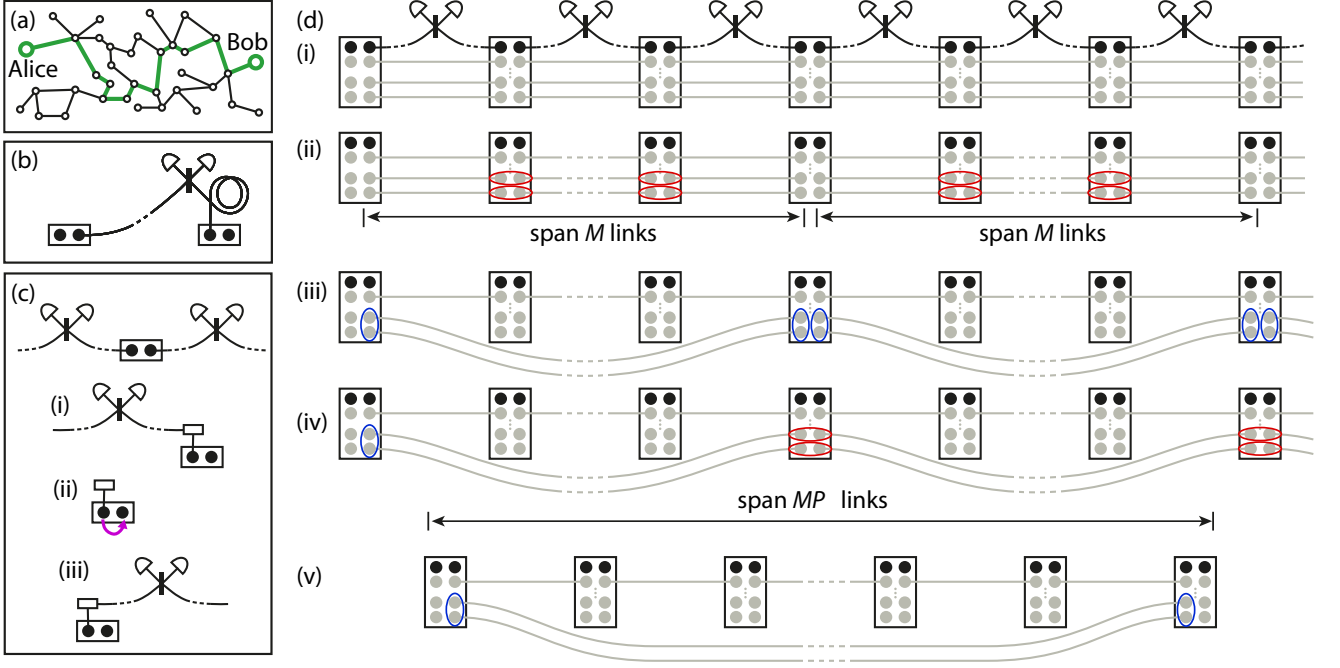 (a)
Alice
Bob
(b)
(c)
(i)
(ii)
(iii)
(d)
(i)
(ii)
span M links
span M links
(iii)
(iv)
span MP links
(v)